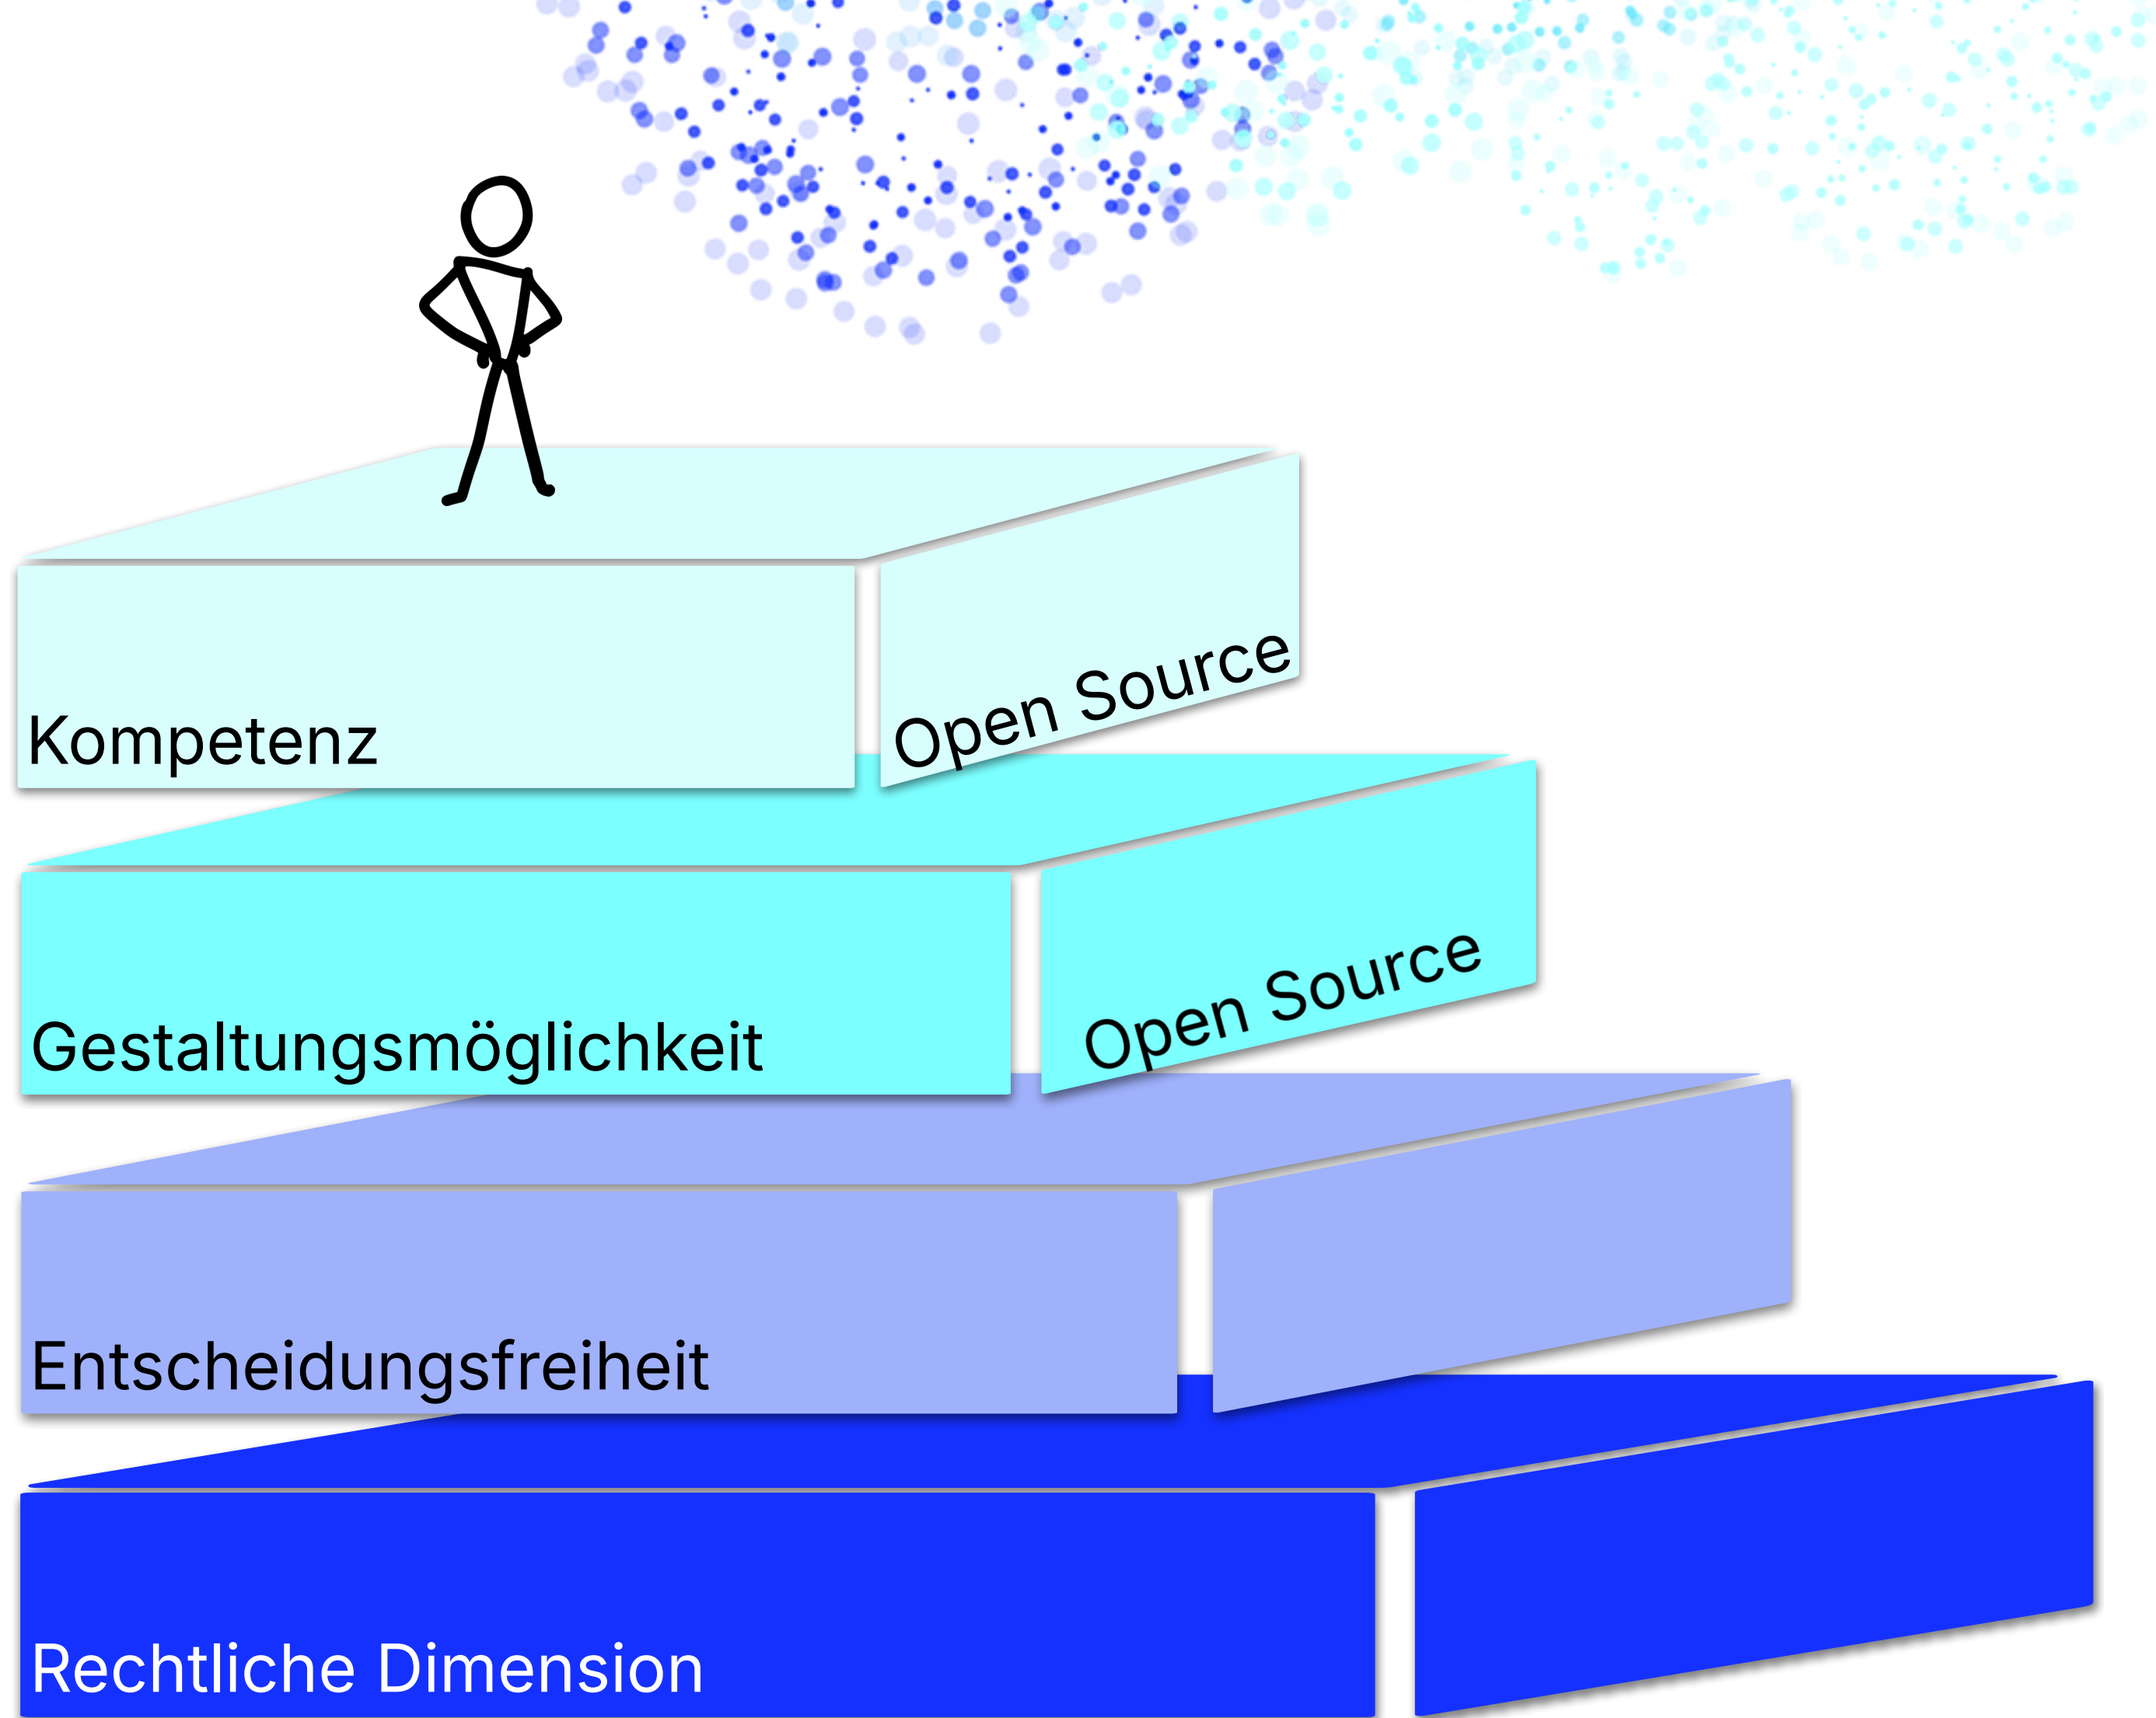 Kompetenz
Open Source
Gestaltungsmöglichkeit
Open Source
Entscheidungsfreiheit
Rechtliche Dimension